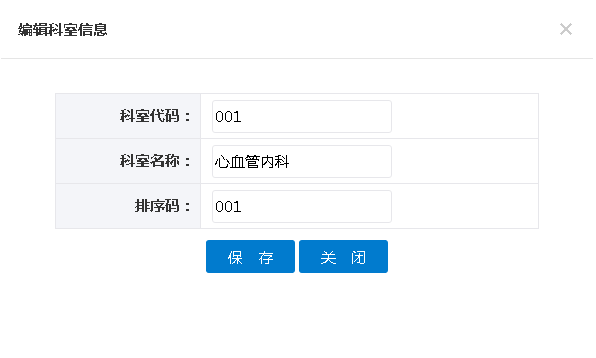 编辑科室信息
科室代码： 001
科室名称： 心血管内科
排序码： 001
保 存 关 闭